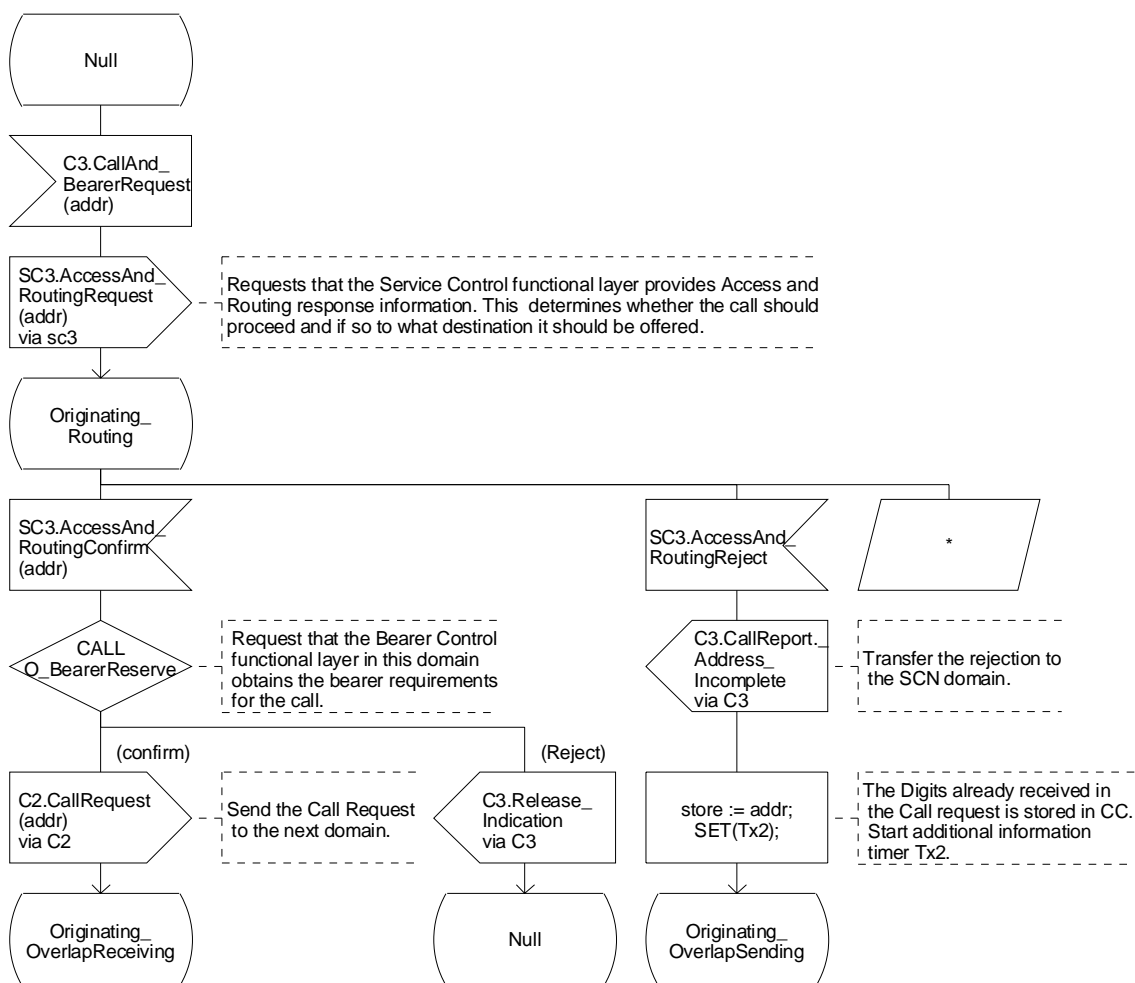 Null
C3.CallAnd_
BearerRequest
(addr)
SC3.AccessAnd_
RoutingRequest
(addr)
via sc3
Requests that the Service Control functional layer provides Access and
Routing response information. This determines whether the call should
proceed and if so to what destination it should be offered.
Originating_
Routing
SC3.AccessAnd_
RoutingConfirm
(addr)
SC3.AccessAnd_
RoutingReject
*
CALL
O_BearerReserve
Request that the Bearer Control
functional layer in this domain
obtains the bearer requirements
for the call.
C3.CallReport._
Address_
Incomplete
via C3
Transfer the rejection to
the SCN domain.
(confirm)
(Reject)
C2.CallRequest
(addr)
via C2
Send the Call Request
to the next domain.
C3.Release_
Indication
via C3
store := addr;
SET(Tx2);
The Digits already received in
the Call request is stored in CC.
Start additional information
timer Tx2.
Originating_
OverlapReceiving
Null
Originating_
OverlapSending